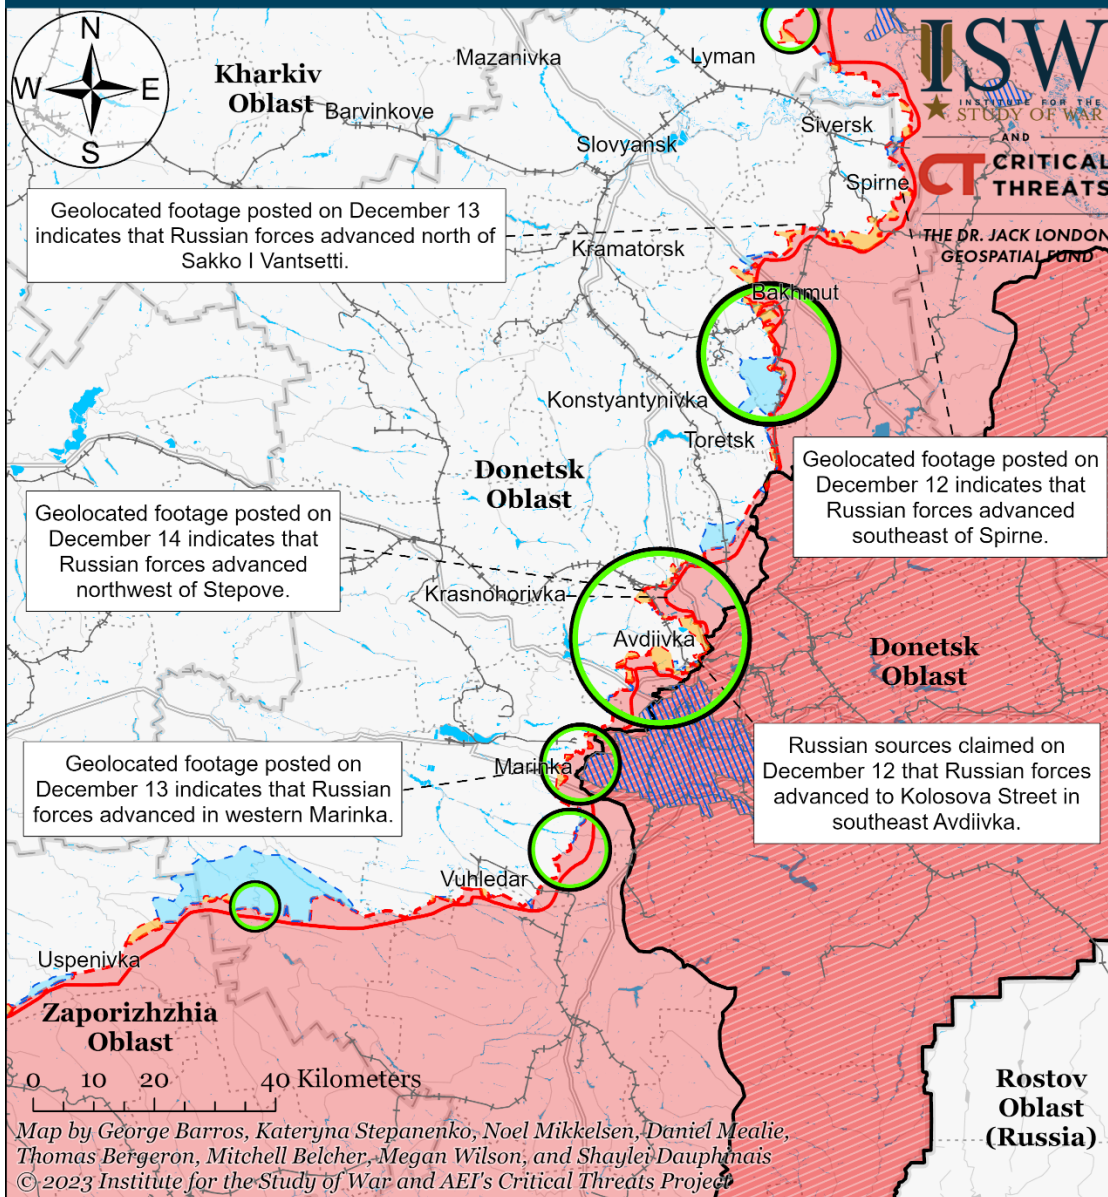 N
W E
S
Kharkiv
Oblast
Mazanivka
Lyman
Barvinkove
Slovyansk
Siversk
Spirne
ISW
INSTITUTE FOR THE
STUDY OF WAR
AND
CT CRITICAL
THREATS
THE DR. JACK LONDON
GEOSPATIAL FUND
Geolocated footage posted on December 13
indicates that Russian forces advanced north of
Sakko I Vantsetti.
Kramatorsk
Bakhmut
Konstyantynivka
Toretsk
Donetsk
Oblast
Geolocated footage posted on
December 12 indicates that
Russian forces advanced
southeast of Spirne.
Geolocated footage posted on
December 14 indicates that
Russian forces advanced
northwest of Stepove.
Krasnohorivka
Avdiivka
Donetsk
Oblast
Russian sources claimed on
December 12 that Russian forces
advanced to Kolosova Street in
southeast Avdiivka.
Geolocated footage posted on
December 13 indicates that Russian
forces advanced in western Marinka.
Marinka
Vuhledar
Uspenivka
Zaporizhzhia
Oblast
0 10 20 40 Kilometers
Rostov
Oblast
(Russia)
Map by George Barros, Kateryna Stepanenko, Noel Mikkelsen, Daniel Mealie,
Thomas Bergeron, Mitchell Belcher, Megan Wilson, and Shaylei Dauphinais
© 2023 Institute for the Study of War and AEI's Critical Threats Project